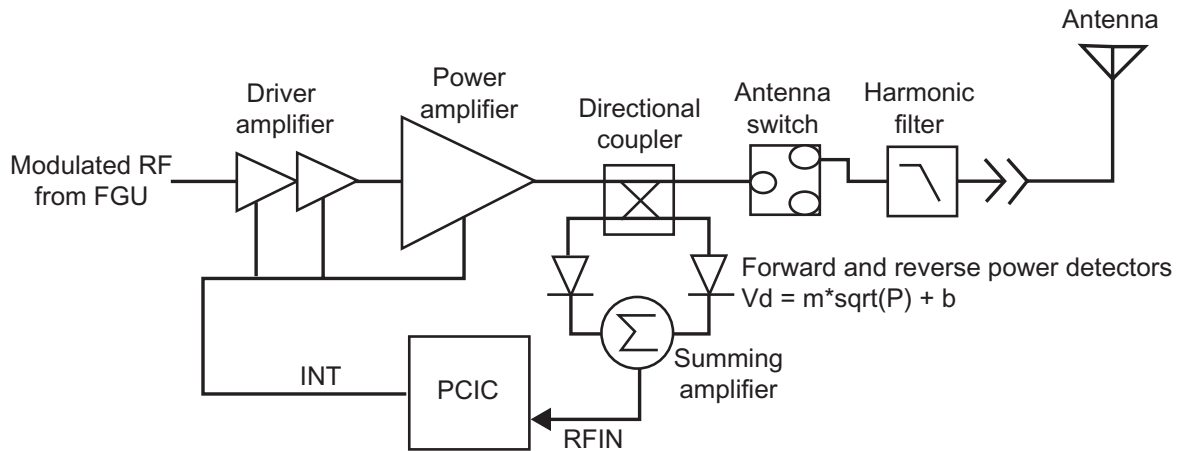 Antenna
Power
amplifier
Driver
amplifier
Directional
coupler
Antenna
switch
Harmonic
filter
Modulated RF
from FGU
Forward and reverse power detectors
Vd = m*sqrt(P) + b
Σ
Summing
amplifier
INT
PCIC
RFIN